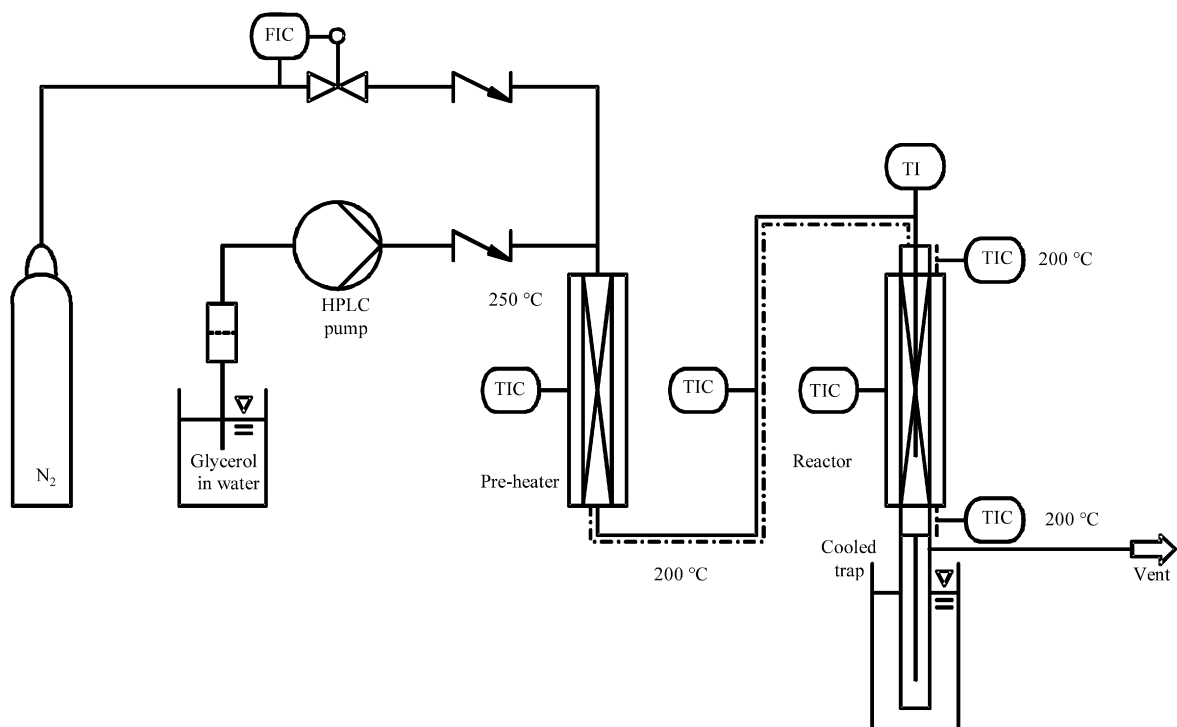 FIC
TI
TIC
200 °C
HPLC
pump
250 °C
TIC
TIC
TIC
N₂
Glycerol
in water
Pre-heater
Reactor
TIC
200 °C
Cooled
trap
200 °C
Vent